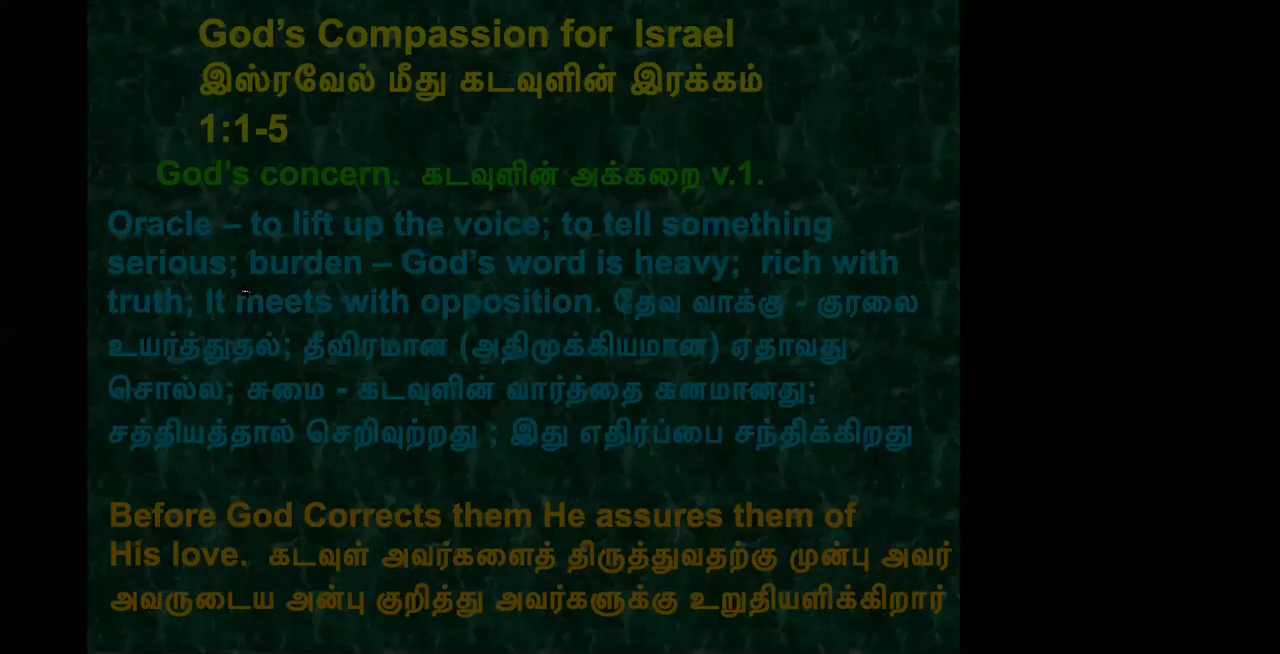 God’s Compassion for  Israel
இஸ்ரவேல் மீது கடவுளின் இரக்கம்
1:1-5
God’s concern.  கடவுளின் அக்கறை v.1.
Oracle – to lift up the voice; to tell something
serious; burden – God’s word is heavy;  rich with
truth; It meets with opposition. தேவ வாக்கு - குரலை
உயர்த்துதல்; தீவிரமான (அதிமுக்கியமான) ஏதாவது
சொல்ல; சுமை - கடவுளின் வார்த்தை கனமானது;
சத்தியத்தால் செறிவுற்றது ; இது எதிர்ப்பை சந்திக்கிறது
Before God Corrects them He assures them of
His love.  கடவுள் அவர்களைத் திருத்துவதற்கு முன்பு அவர்
அவருடைய அன்பு குறித்து அவர்களுக்கு உறுதியளிக்கிறார்